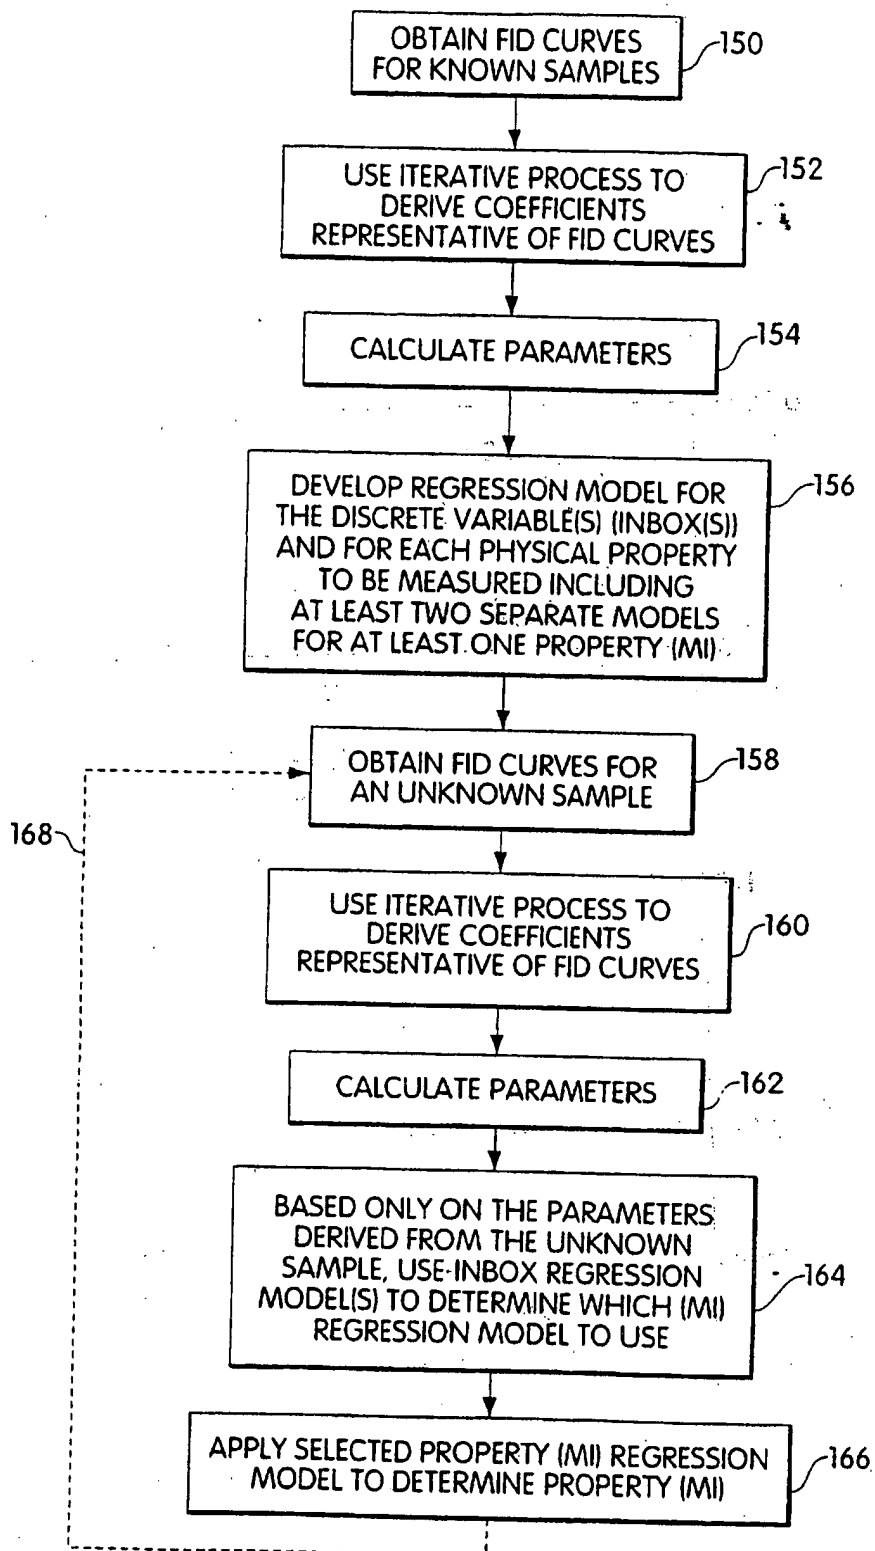 OBTAIN FID CURVES
FOR KNOWN SAMPLES
150
USE ITERATIVE PROCESS TO
DERIVE COEFFICIENTS
REPRESENTATIVE OF FID CURVES
152
CALCULATE PARAMETERS
154
DEVELOP REGRESSION MODEL FOR
THE DISCRETE VARIABLE(S) (INBOX(S))
AND FOR EACH PHYSICAL PROPERTY
TO BE MEASURED INCLUDING
AT LEAST TWO SEPARATE MODELS
FOR AT LEAST ONE PROPERTY (MI)
156
OBTAIN FID CURVES FOR
AN UNKNOWN SAMPLE
158
168
USE ITERATIVE PROCESS TO
DERIVE COEFFICIENTS
REPRESENTATIVE OF FID CURVES
160
CALCULATE PARAMETERS
162
BASED ONLY ON THE PARAMETERS
DERIVED FROM THE UNKNOWN
SAMPLE, USE INBOX REGRESSION
MODEL(S) TO DETERMINE WHICH (MI)
REGRESSION MODEL TO USE
164
APPLY SELECTED PROPERTY (MI) REGRESSION
MODEL TO DETERMINE PROPERTY (MI)
166